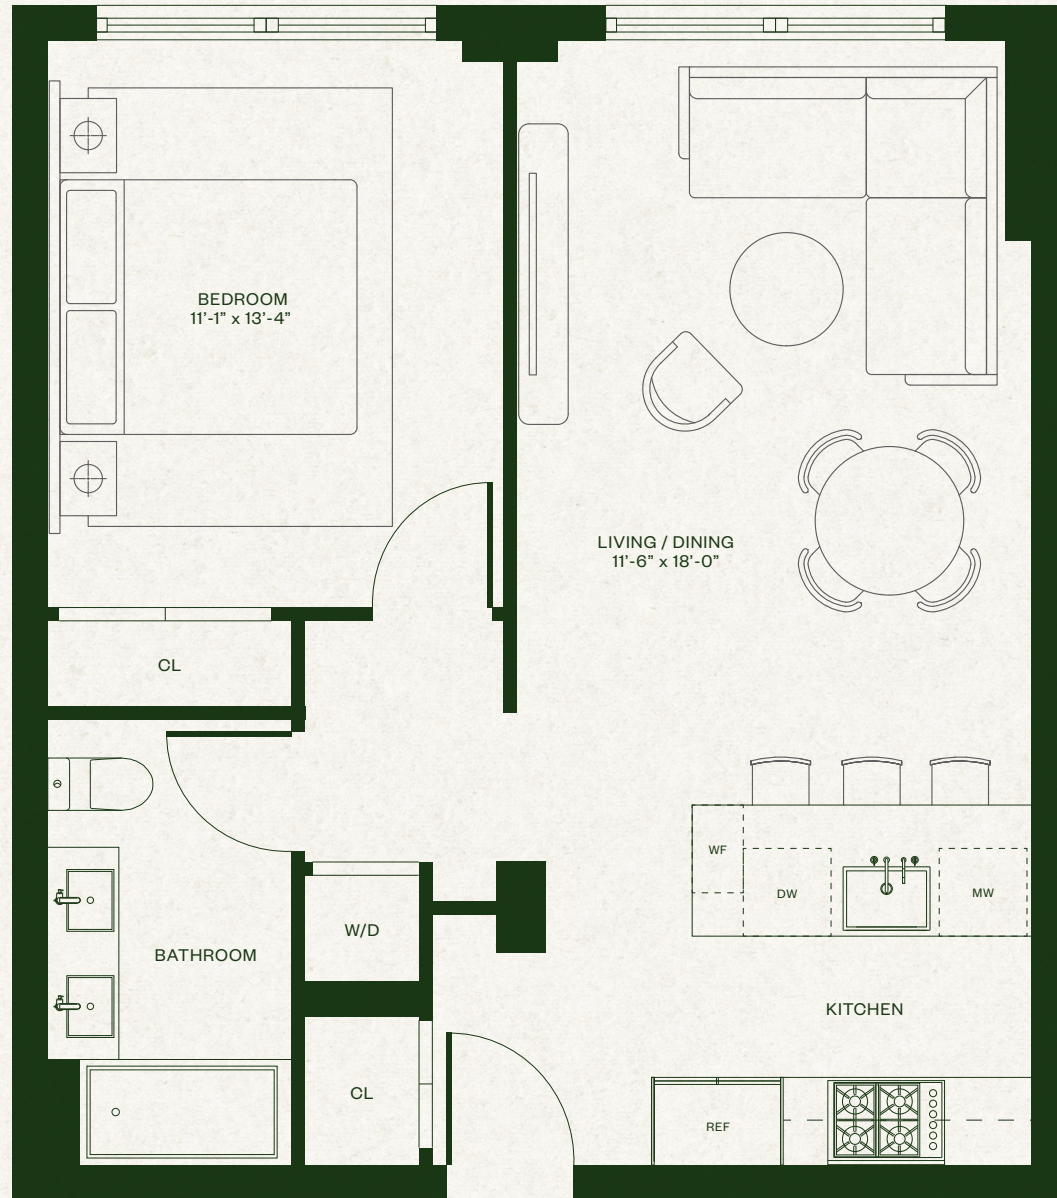 BEDROOM
11’-1” x 13’-4”
LIVING / DINING
11’-6” x 18’-0”
CL
WF
DW
MW
W/D
BATHROOM
KITCHEN
CL
REF